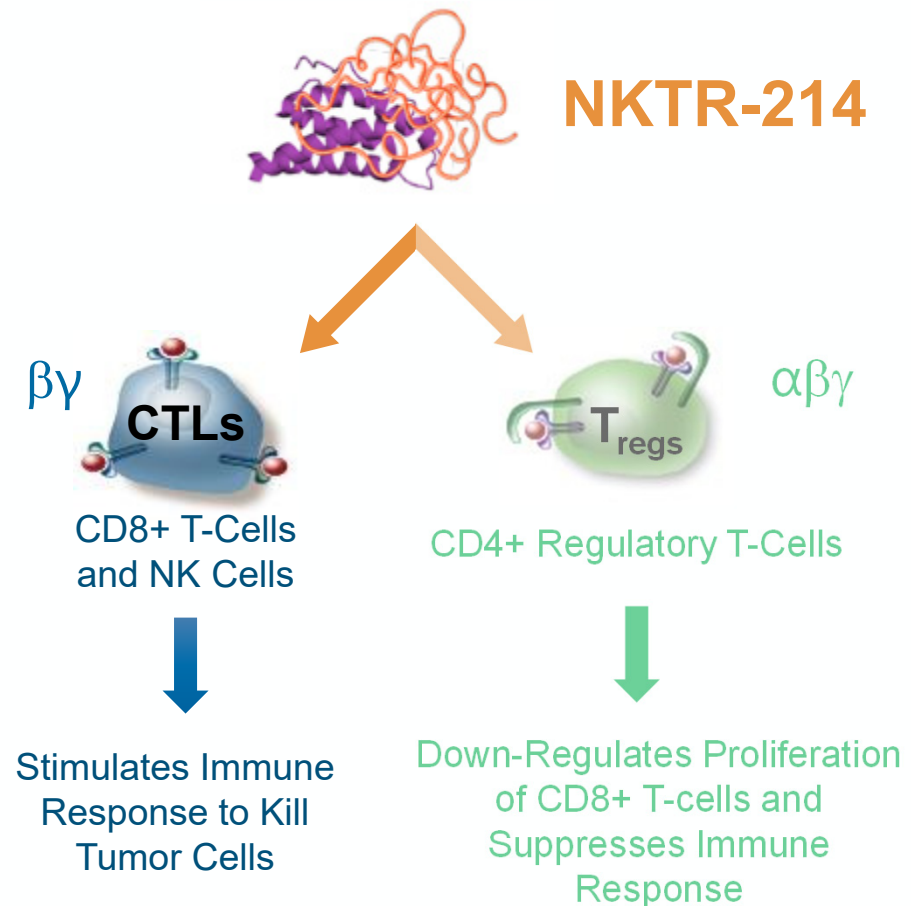 NKTR-214
βγ
CTLs
Tregs
αβγ
CD8+ T-Cells
and NK Cells
CD4+ Regulatory T-Cells
Stimulates Immune
Response to Kill
Tumor Cells
Down-Regulates Proliferation
of CD8+ T-cells and
Suppresses Immune
Response